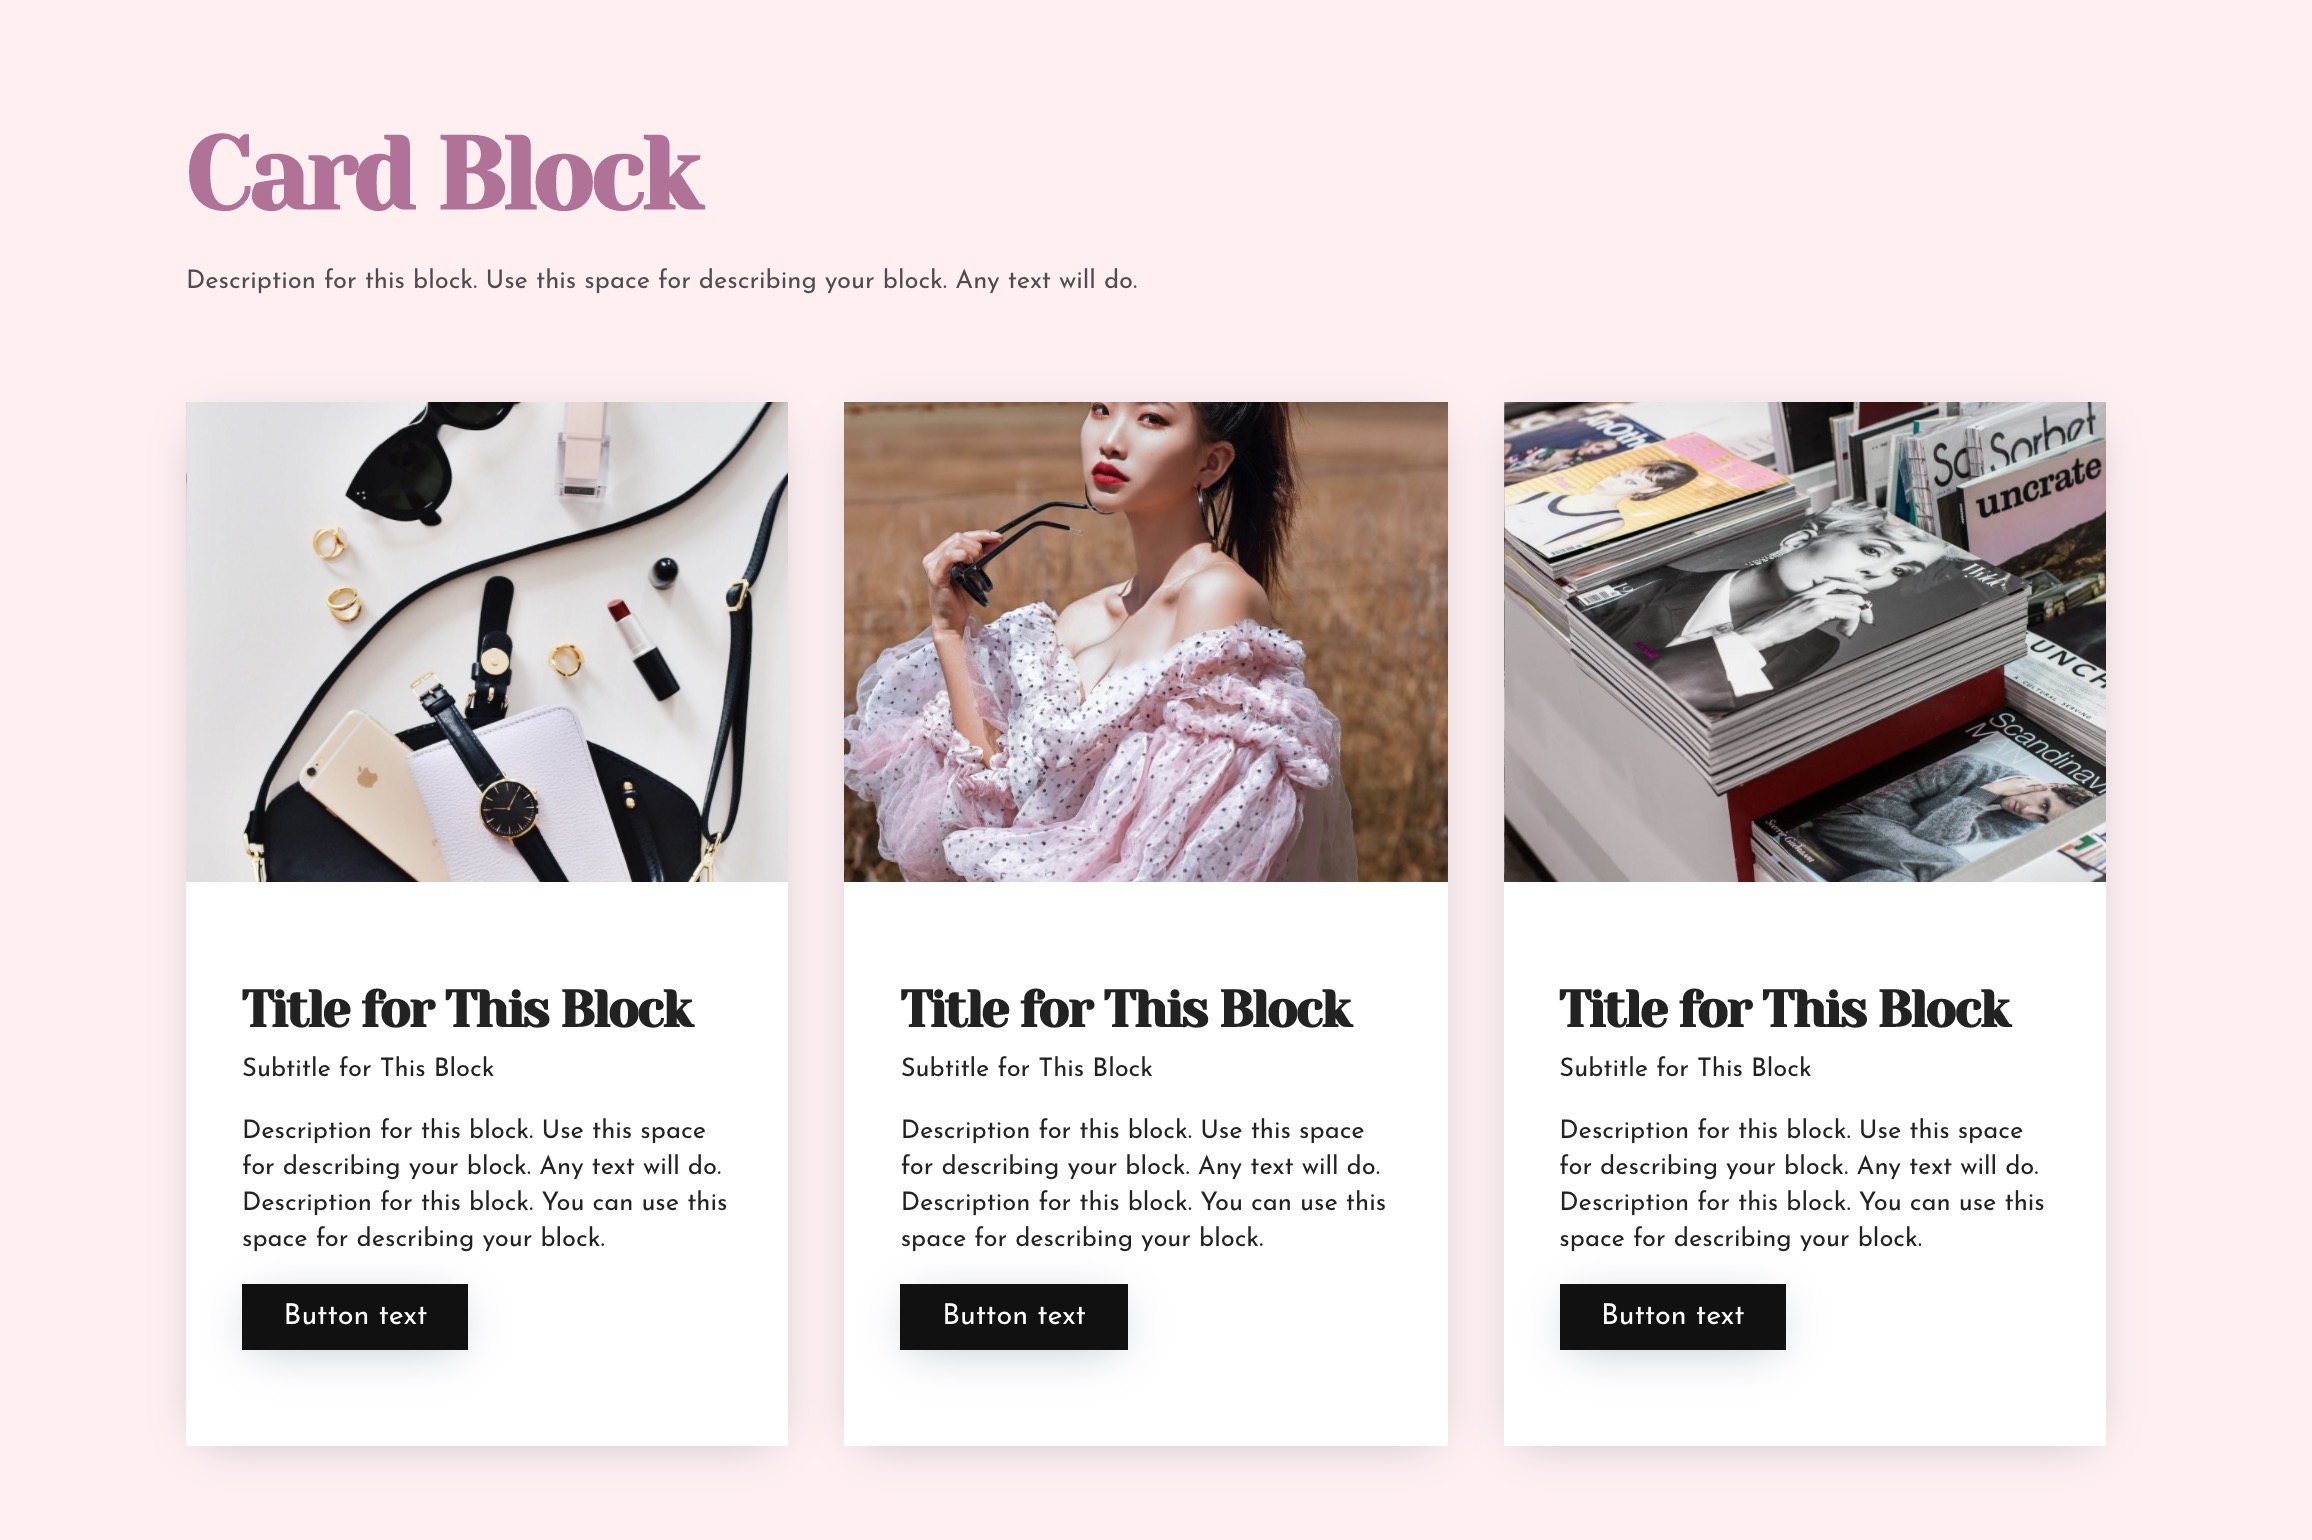 Card Block
Description for this block. Use this space for describing your block. Any text will do.
Sorbet
uncrate
Title for This Block
Subtitle for This Block
Description for this block. Use this space
for describing your block. Any text will do.
Description for this block. You can use this
space for describing your block.
Button text
Title for This Block
Subtitle for This Block
Description for this block. Use this space
for describing your block. Any text will do.
Description for this block. You can use this
space for describing your block.
Button text
Title for This Block
Subtitle for This Block
Description for this block. Use this space
for describing your block. Any text will do.
Description for this block. You can use this
space for describing your block.
Button text